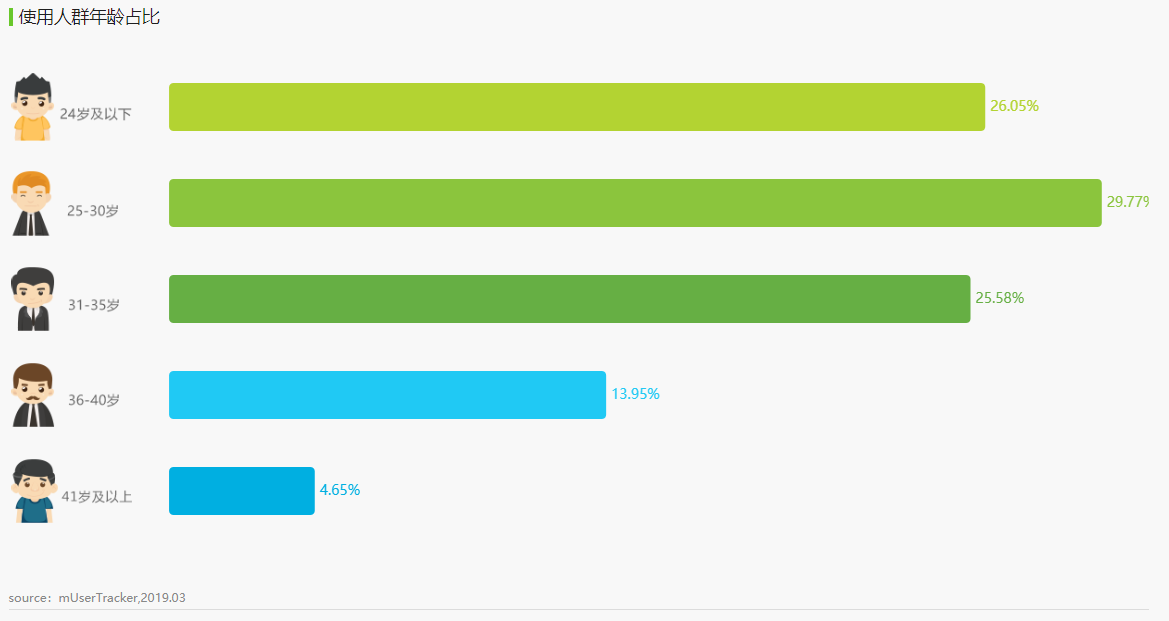 使用人群年龄占比
24岁及以下 26.05%
25-30岁 29.77%
31-35岁 25.58%
36-40岁 13.95%
41岁及以上 4.65%
source：mUserTracker,2019.03